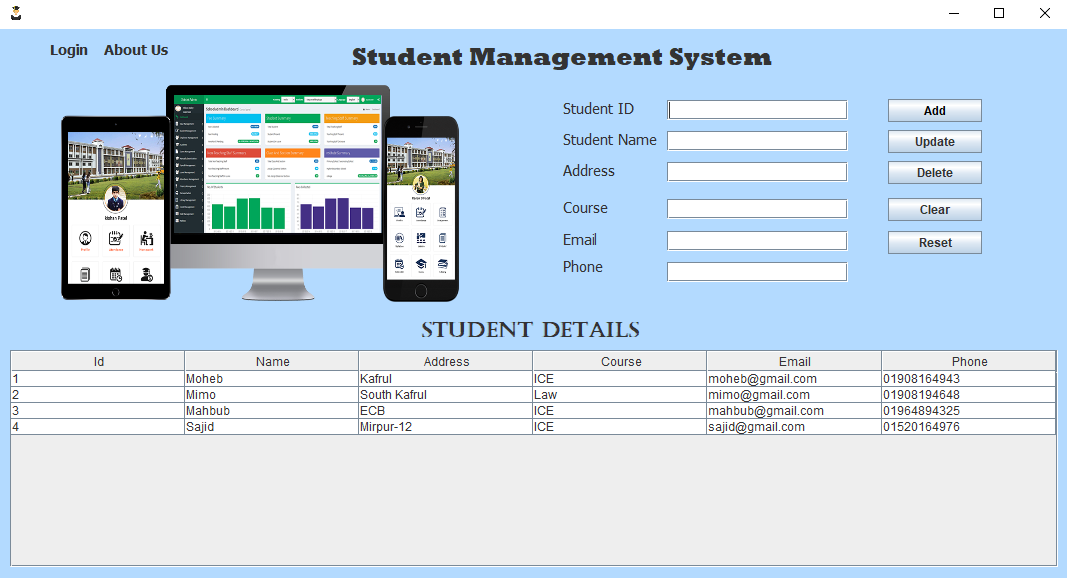 Login About Us
Student Management System
Student ID
Add
Student Name
Update
Address
Delete
Course
Clear
Email
Reset
Phone
STUDENT DETAILS
Id Name Address Course Email Phone
1 Moheb Kafrul ICE moheb@gmail.com 01908164943
2 Mimo South Kafrul Law mimo@gmail.com 01908194648
3 Mahbub ECB ICE mahbub@gmail.com 01964894325
4 Sajid Mirpur-12 ICE sajid@gmail.com 01520164976